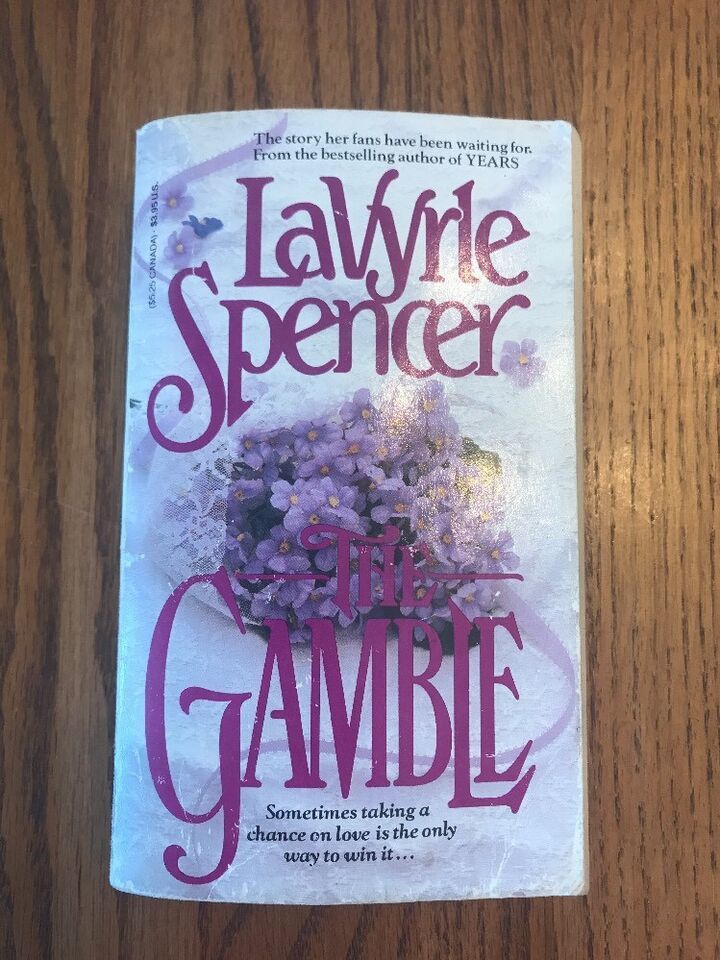 The story her fans have been waiting for.
From the bestselling author of YEARS
($5.25 CANADA) · $3.95 U.S.
LaVyrle
Spencer
THE
GAMBLE
Sometimes taking a
chance on love is the only
way to win it...